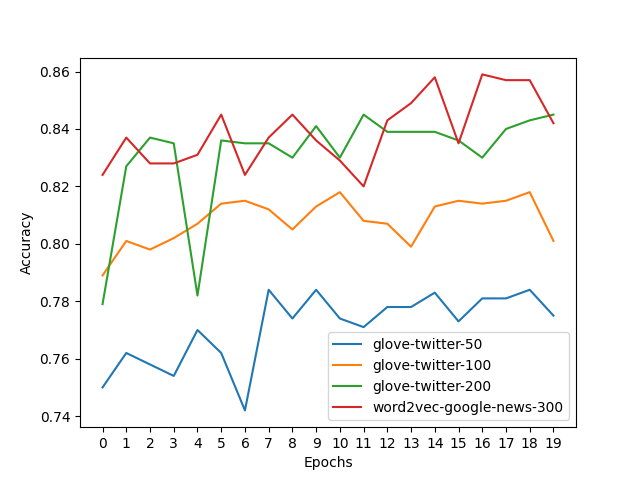 0.86
0.84
0.82
0.80
0.78
0.76
0.74
Accuracy
glove-twitter-50
glove-twitter-100
glove-twitter-200
word2vec-google-news-300
0 1 2 3 4 5 6 7 8 9 10 11 12 13 14 15 16 17 18 19
Epochs